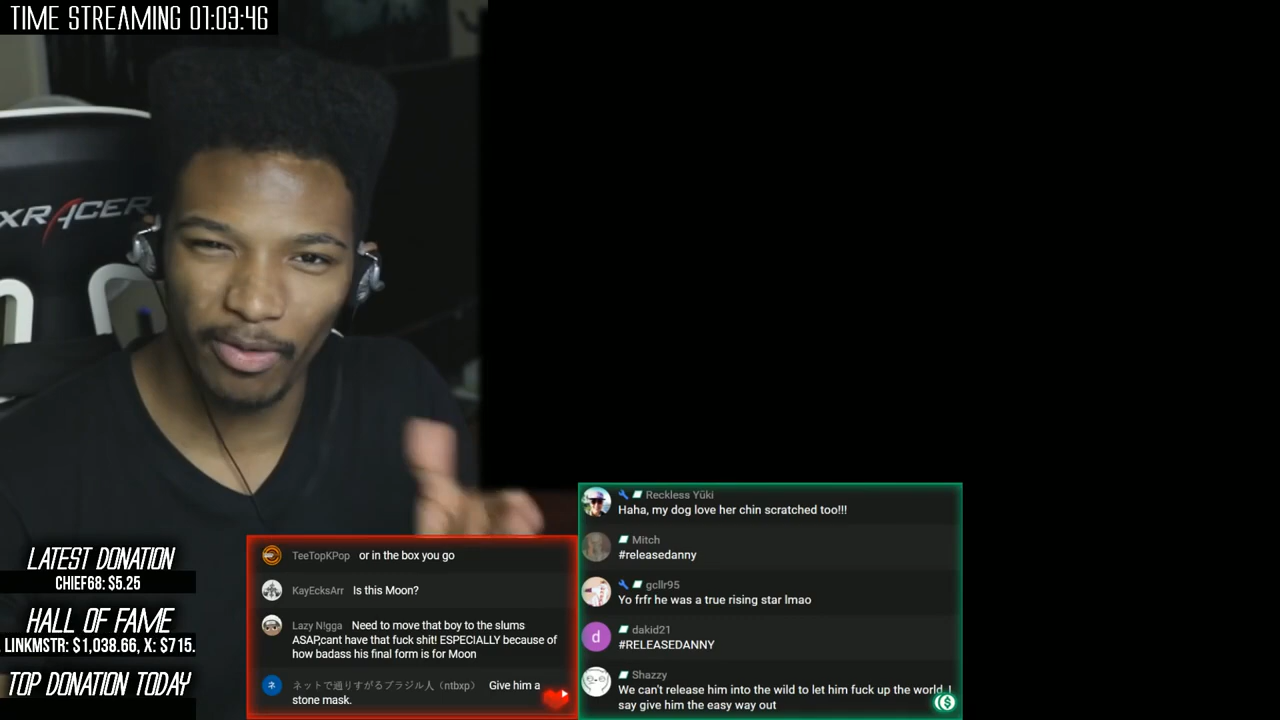 TIME STREAMING 01:03:46
XRACER
LATEST DONATION
CHIEF68: $5.25
HALL OF FAME
LINKMSTR: $1,038.66, X: $715.
TOP DONATION TODAY
TeeTopKPop or in the box you go
KayEcksArr Is this Moon?
Lazy N!gga Need to move that boy to the slums
ASAP,cant have that fuck shit! ESPECIALLY because of
how badass his final form is for Moon
ネットで通りすがるブラジル人（ntbxp） Give him a
stone mask.
Reckless Yūki
Haha, my dog love her chin scratched too!!!
Mitch
#releasedanny
gcllr95
Yo frfr he was a true rising star lmao
d
dakid21
#RELEASEDANNY
Shazzy
We can't release him into the wild to let him fuck up the world. I
say give him the easy way out